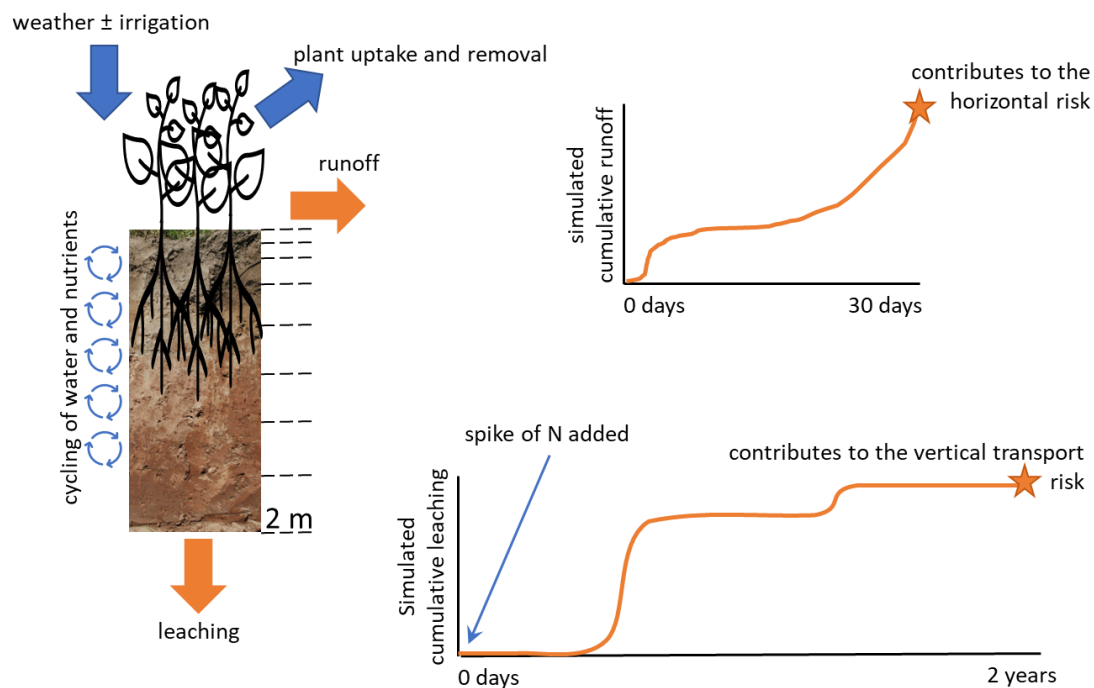 weather ± irrigation
plant uptake and removal
runoff
cycling of water and nutrients
2 m
leaching
contributes to the
horizontal risk
simulated
cumulative runoff
0 days
30 days
spike of N added
contributes to the vertical transport
risk
Simulated
cumulative leaching
0 days
2 years